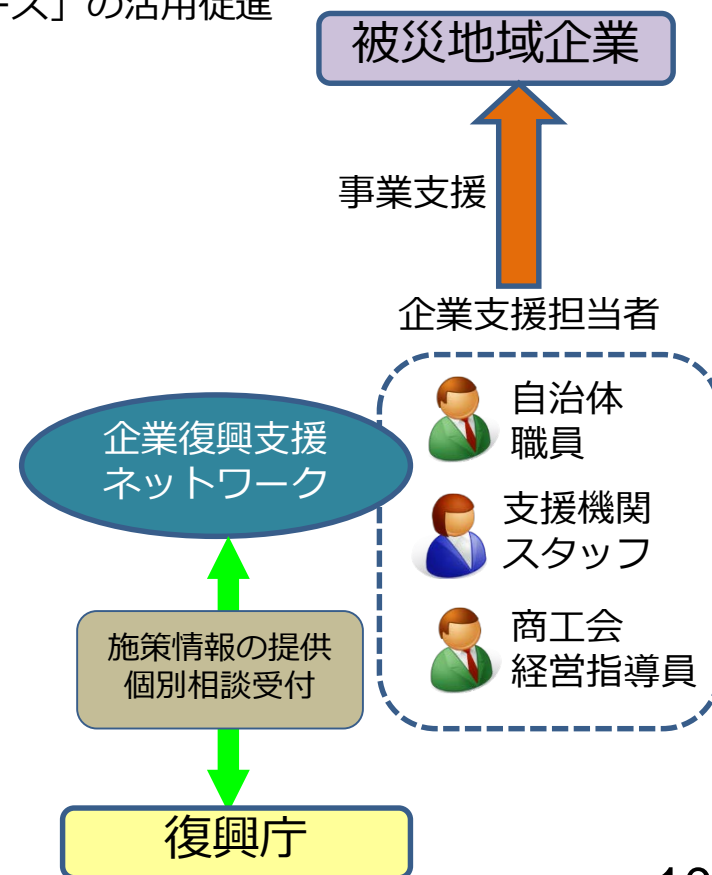 ーズ」の活用促進
被災地域企業
事業支援
企業支援担当者
自治体
職員
企業復興支援
ネットワーク
支援機関
スタッフ
商工会
経営指導員
施策情報の提供
個別相談受付
復興庁